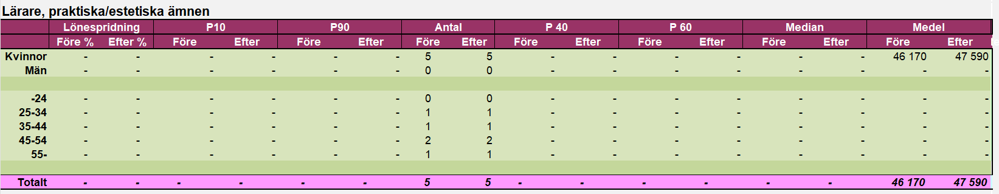 Lärare, praktiska/estetiska ämnen
Lönespridning P10 P90 Antal P 40 P 60 Median Medel
Före % Efter % Före Efter Före Efter Före Efter Före Efter Före Efter Före Efter Före Efter
Kvinnor - - - - - - 5 5 - - - - - - 46 170 47 590
Män - - - - - - 0 0 - - - - - - - -
-24 - - - - - - 0 0 - - - - - - - -
25-34 - - - - - - 1 1 - - - - - - - -
35-44 - - - - - - 1 1 - - - - - - - -
45-54 - - - - - - 2 2 - - - - - - - -
55- - - - - - - 1 1 - - - - - - - -
Totalt - - - - - - 5 5 - - - - - - 46 170 47 590